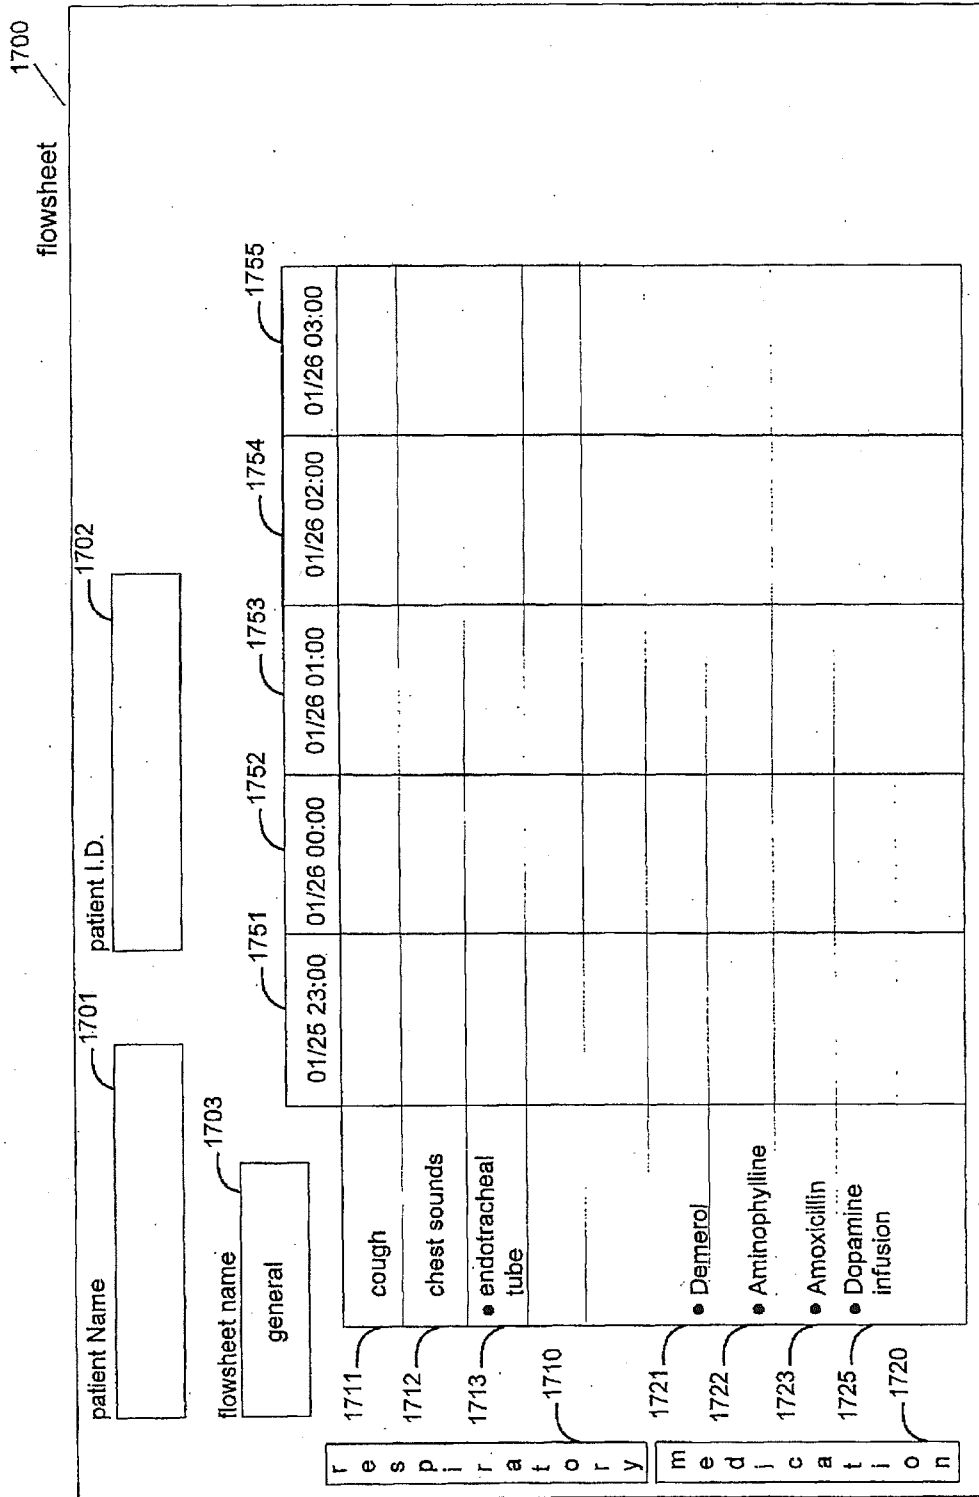 flowsheet
1700
patient Name
1701
patient I.D.
1702
flowsheet name
1703
general
1751
1752
1753
1754
1755
01/25 23:00
01/26 00:00
01/26 01:00
01/26 02:00
01/26 03:00
respiratory
1711
cough
1712
chest sounds
1713
• endotracheal
tube
1710
medication
1721
• Demerol
1722
• Aminophylline
1723
• Amoxicillin
1725
• Dopamine
infusion
1720